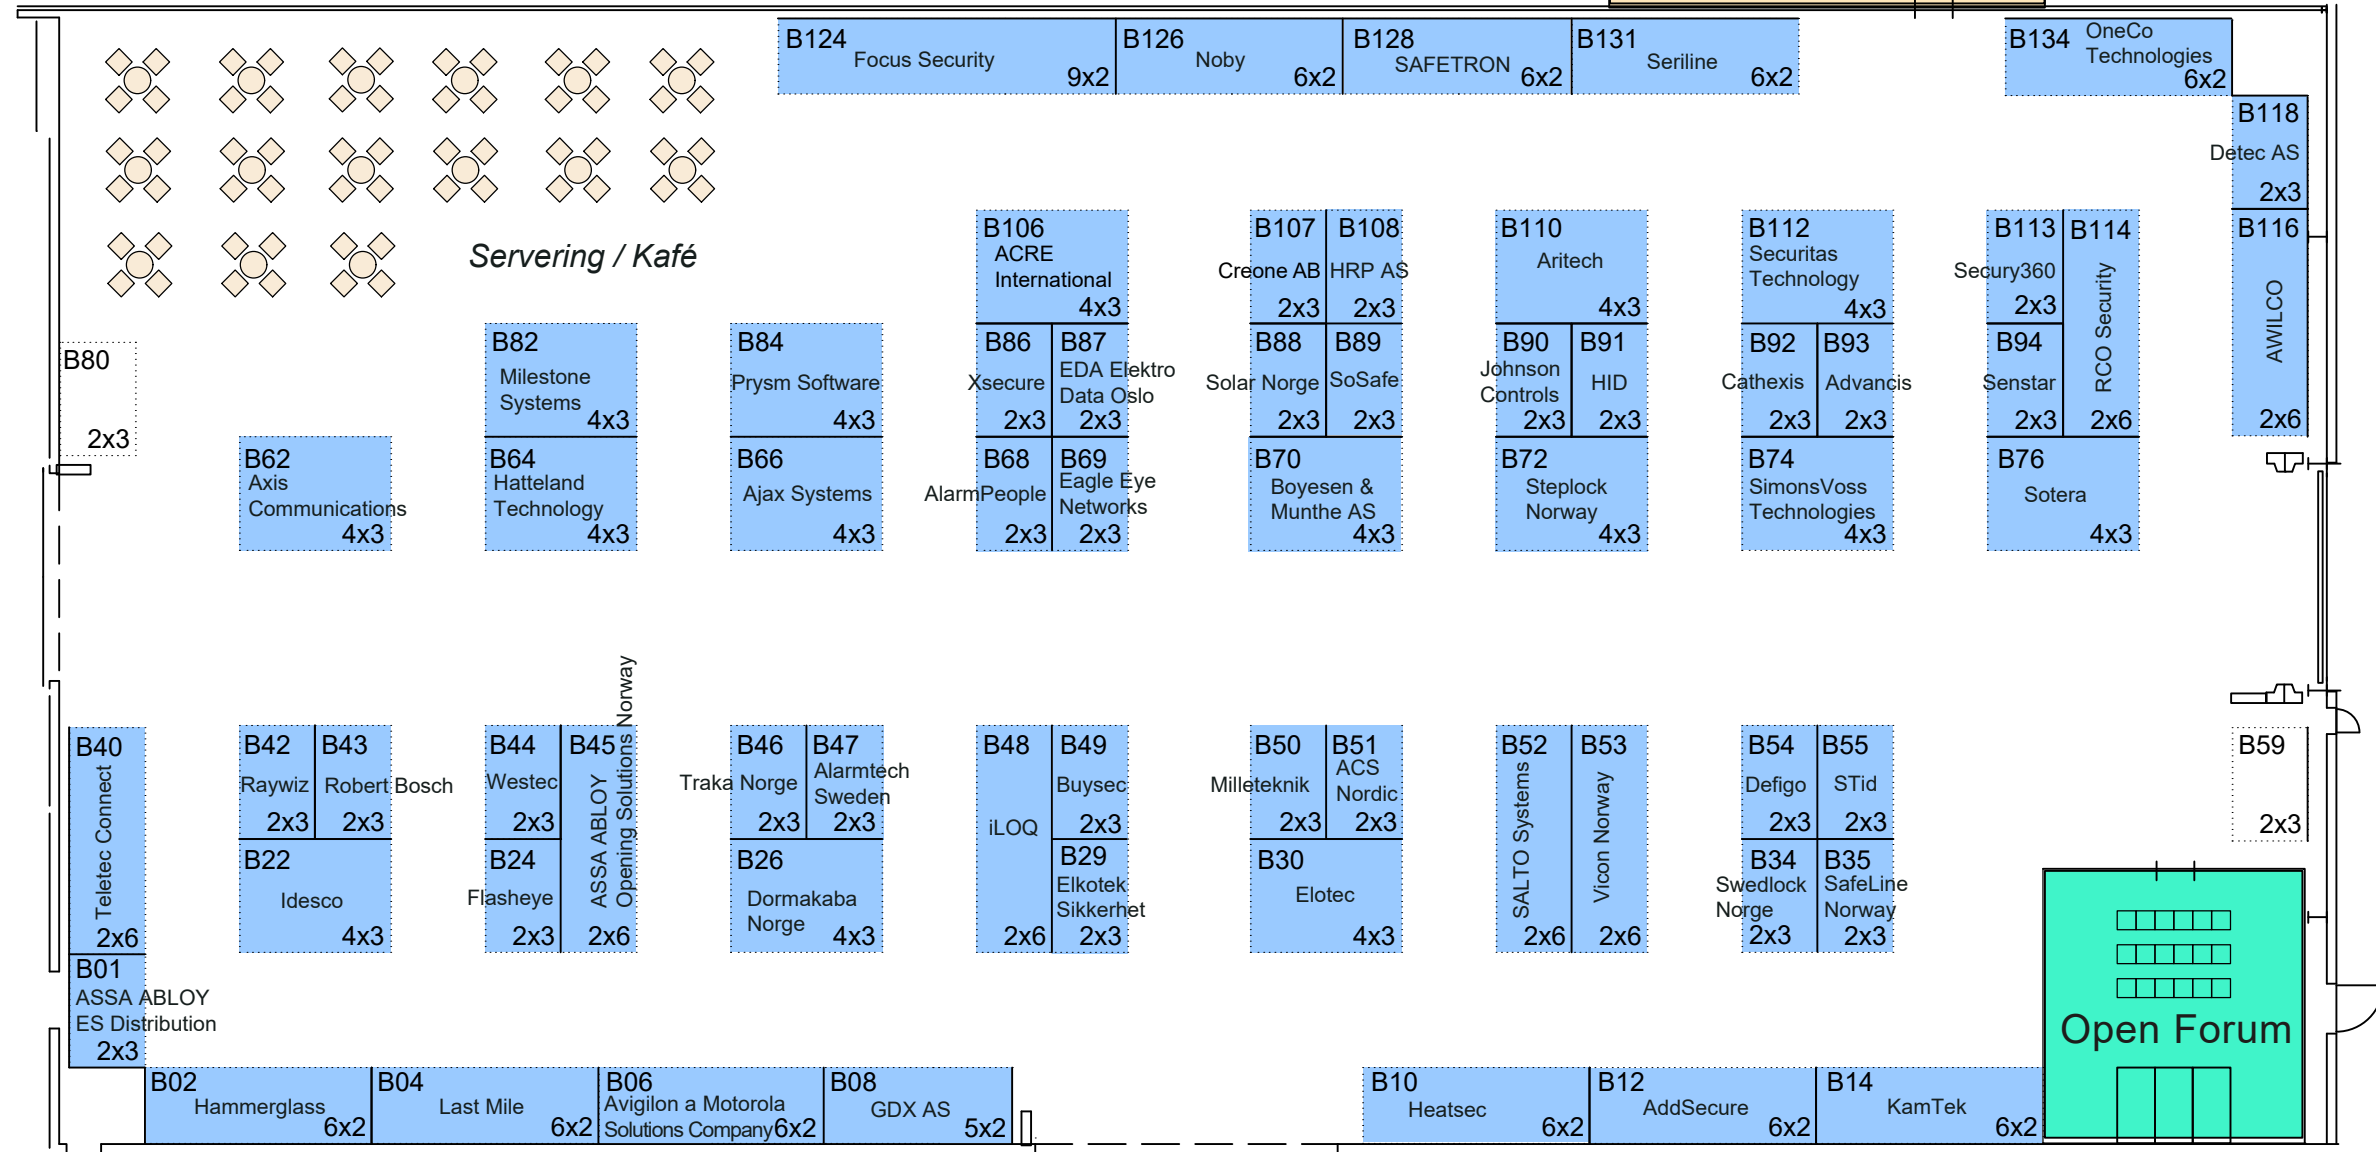 B124
Focus Security
9x2
B126
Noby
6x2
B128
SAFETRON
6x2
B131
Seriline
6x2
B134
OneCo
Technologies
6x2
B118
Detec AS
2x3
B116
AWILCO
2x6
Servering / Kafé
B106
ACRE
International
4x3
B107
Creone AB
2x3
B108
HRP AS
2x3
B110
Aritech
4x3
B112
Securitas
Technology
4x3
B113
Secury360
2x3
B114
RCO Security
2x6
B80
2x3
B82
Milestone
Systems
4x3
B84
Prysm Software
4x3
B86
Xsecure
2x3
B87
EDA Elektro
Data Oslo
2x3
B88
Solar Norge
2x3
B89
SoSafe
2x3
B90
Johnson
Controls
2x3
B91
HID
2x3
B92
Cathexis
2x3
B93
Advancis
2x3
B94
Senstar
2x3
B62
Axis
Communications
4x3
B64
Hatteland
Technology
4x3
B66
Ajax Systems
4x3
B68
AlarmPeople
2x3
B69
Eagle Eye
Networks
2x3
B70
Boyesen &
Munthe AS
4x3
B72
Steplock
Norway
4x3
B74
SimonsVoss
Technologies
4x3
B76
Sotera
4x3
B40
Teletec Connect
2x6
B42
Raywiz
2x3
B43
Robert Bosch
2x3
B44
Westec
2x3
B45
ASSA ABLOY
Opening Solutions Norway
2x6
B46
Traka Norge
2x3
B47
Alarmtech
Sweden
2x3
B48
iLOQ
2x6
B49
Buysec
2x3
B50
Milleteknik
2x3
B51
ACS
Nordic
2x3
B52
SALTO Systems
2x6
B53
Vicon Norway
2x6
B54
Defigo
2x3
B55
STid
2x3
B59
2x3
B22
Idesco
4x3
B24
Flasheye
2x3
B26
Dormakaba
Norge
4x3
B29
Elkotek
Sikkerhet
2x3
B30
Elotec
4x3
B34
Swedlock
Norge
2x3
B35
SafeLine
Norway
2x3
B01
ASSA ABLOY
ES Distribution
2x3
Open Forum
B02
Hammerglass
6x2
B04
Last Mile
6x2
B06
Avigilon a Motorola
Solutions Company
6x2
B08
GDX AS
5x2
B10
Heatsec
6x2
B12
AddSecure
6x2
B14
KamTek
6x2